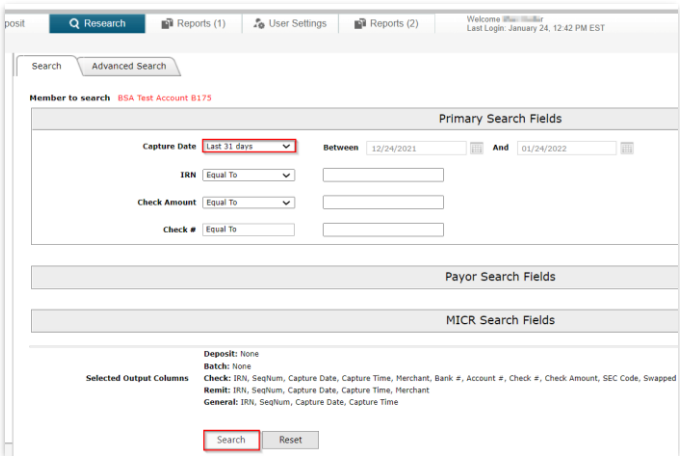 posit Research Reports (1) User Settings Reports (2) Welcome
Last Login: January 24, 12:42 PM EST
Search Advanced Search
Member to search BSA Test Account B175
Primary Search Fields
Capture Date Last 31 days Between 12/24/2021 And 01/24/2022
IRN Equal To
Check Amount Equal To
Check # Equal To
Payor Search Fields
MICR Search Fields
Deposit: None
Batch: None
Selected Output Columns Check: IRN, SeqNum, Capture Date, Capture Time, Merchant, Bank #, Account #, Check #, Check Amount, SEC Code, Swapped
Remit: IRN, SeqNum, Capture Date, Capture Time, Merchant
General: IRN, SeqNum, Capture Date, Capture Time
Search Reset